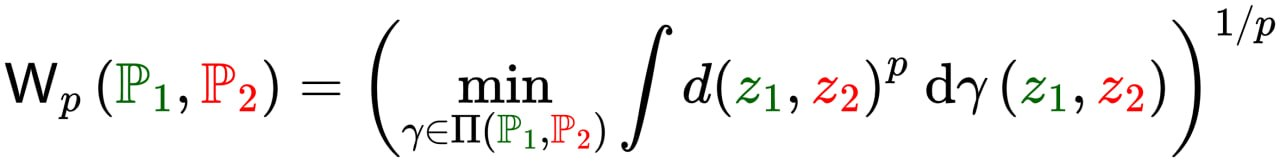 W_p (ℙ_1, ℙ_2) = ( min_{γ∈Π(ℙ_1,ℙ_2)} ∫ d(z_1, z_2)^p dγ (z_1, z_2) )^{1/p}